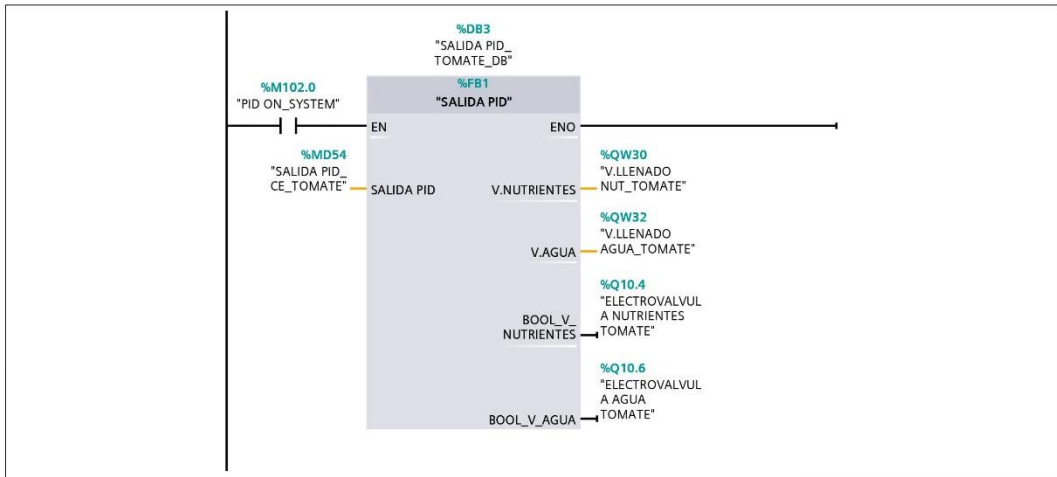 %DB3
"SALIDA PID_
TOMATE_DB"
%FB1
"SALIDA PID"
%M102.0
"PID ON_SYSTEM"
EN
ENO
%MD54
"SALIDA PID_
CE_TOMATE"
SALIDA PID
V.NUTRIENTES
%QW30
"V.LLENADO
NUT_TOMATE"
V.AGUA
%QW32
"V.LLENADO
AGUA_TOMATE"
BOOL_V_
NUTRIENTES
%Q10.4
"ELECTROVALVUL
A NUTRIENTES
TOMATE"
BOOL_V_AGUA
%Q10.6
"ELECTROVALVUL
A AGUA
TOMATE"